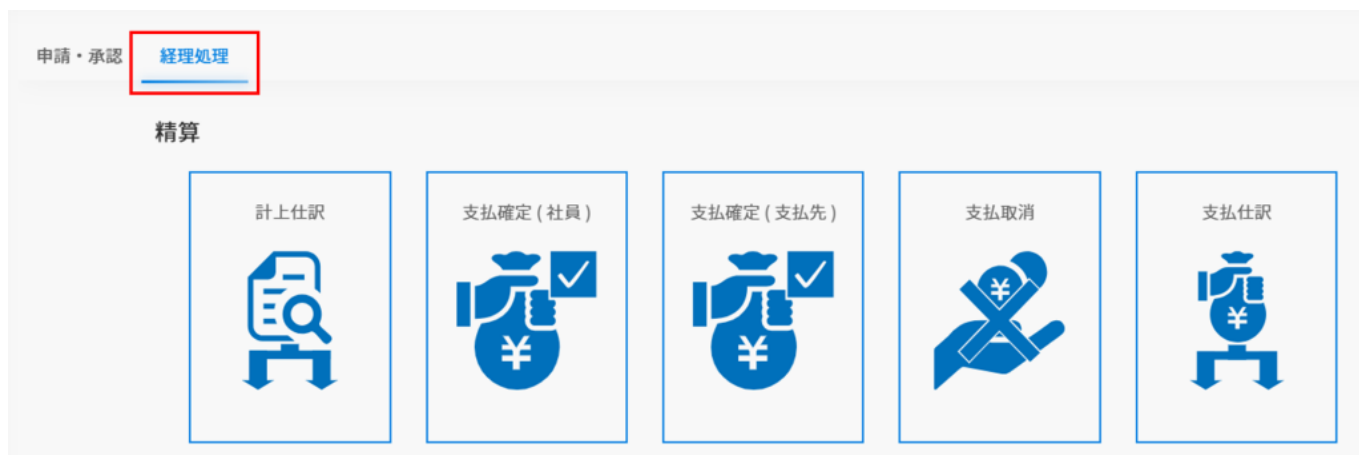 申請・承認 経理処理
精算
計上仕訳 支払確定 ( 社員 ) 支払確定 ( 支払先 ) 支払取消 支払仕訳
¥ ¥ ¥ ¥